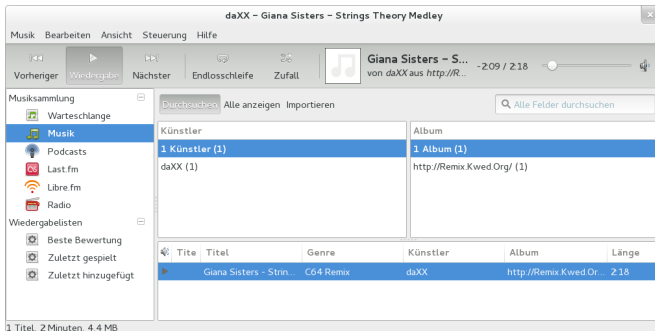 daXX – Giana Sisters – Strings Theory Medley
Musik Bearbeiten Ansicht Steuerung Hilfe
Vorheriger Wiedergabe Nächster Endlosschleife Zufall
Giana Sisters – S...
von daXX aus http://R...
-2:09 / 2:18
Musiksammlung
Warteschlange
Musik
Podcasts
Last.fm
Libre.fm
Radio
Wiedergabelisten
Beste Bewertung
Zuletzt gespielt
Zuletzt hinzugefügt
Durchsuchen Alle anzeigen Importieren
Alle Felder durchsuchen
Künstler
1 Künstler (1)
daXX (1)
Album
1 Album (1)
http://Remix.Kwed.Org/ (1)
Tite Titel Genre Künstler Album Länge
Giana Sisters – Strin... C64 Remix daXX http://Remix.Kwed.Or... 2:18
1 Titel, 2 Minuten, 4,4 MB